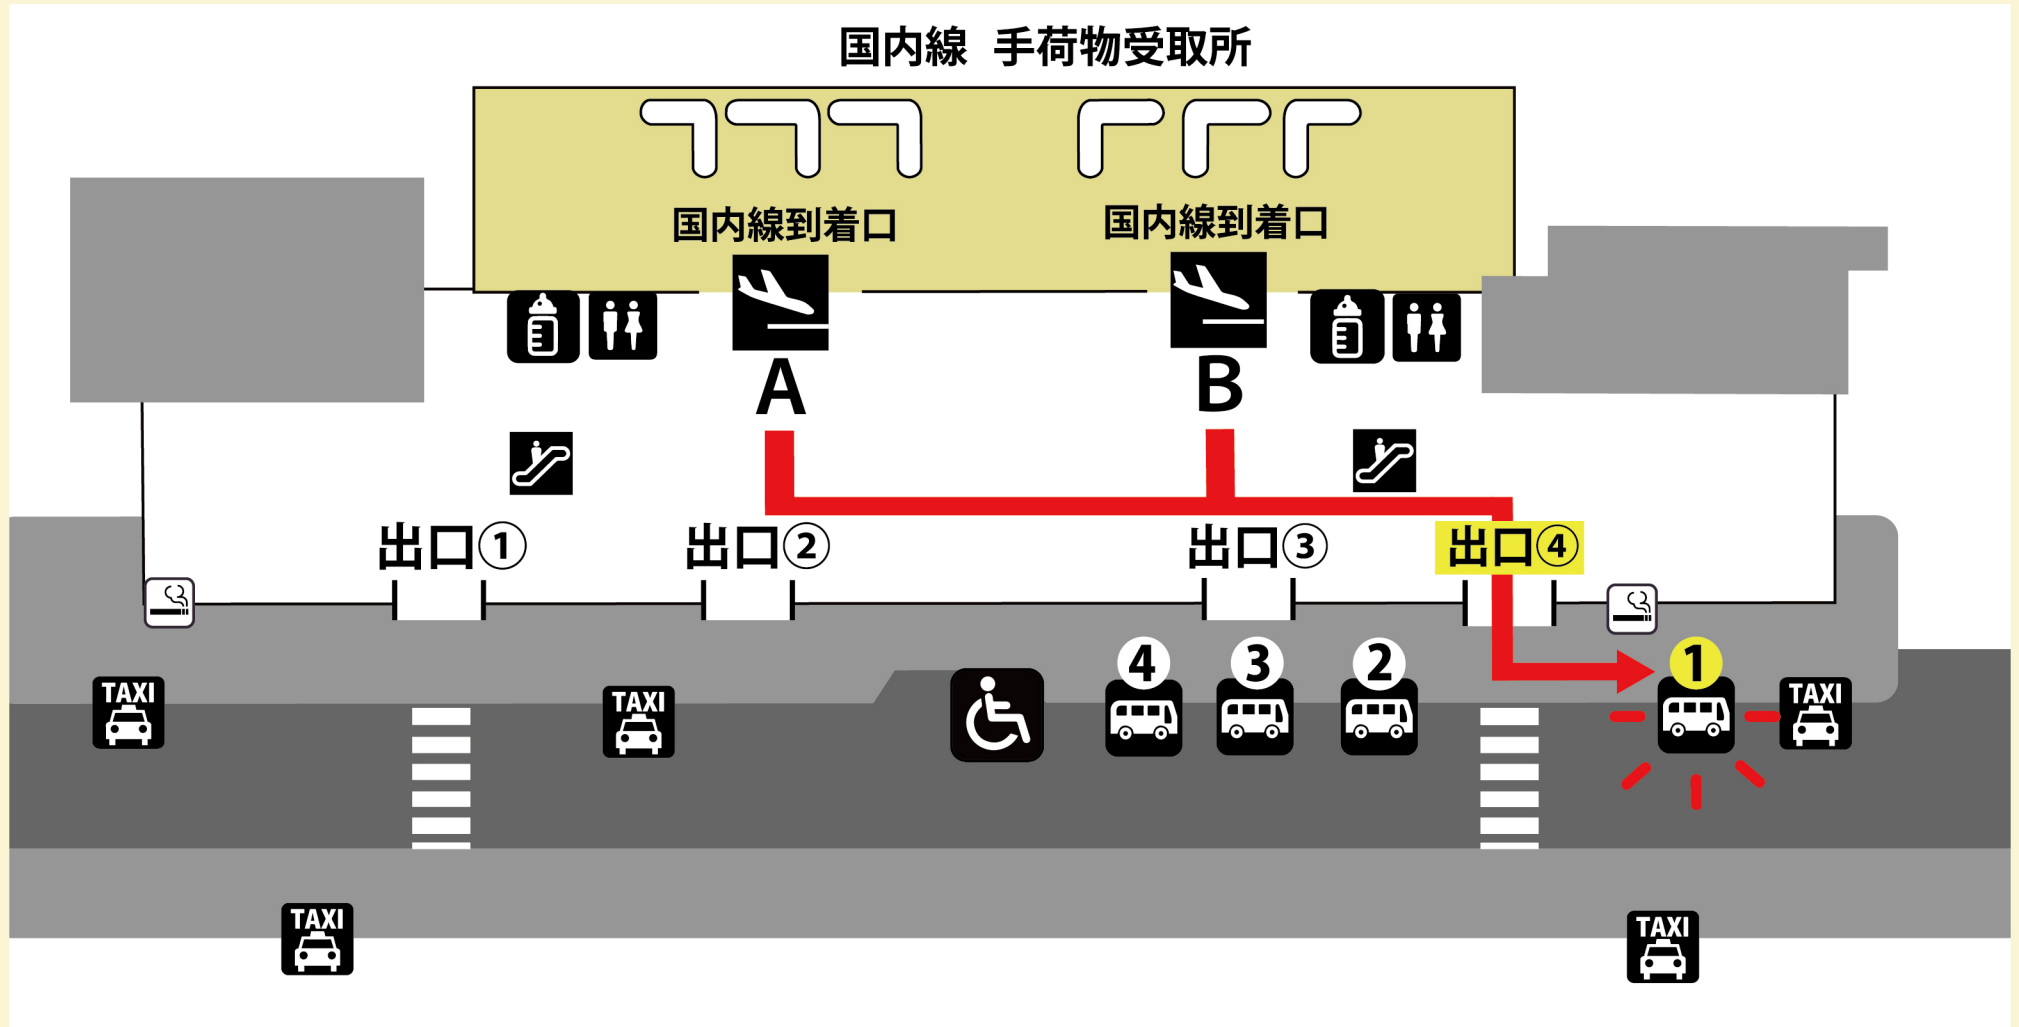 国内線 手荷物受取所
国内線到着口
国内線到着口
A
B
出口①
出口②
出口③
出口④
4
3
2
1
TAXI
TAXI
TAXI
TAXI
TAXI